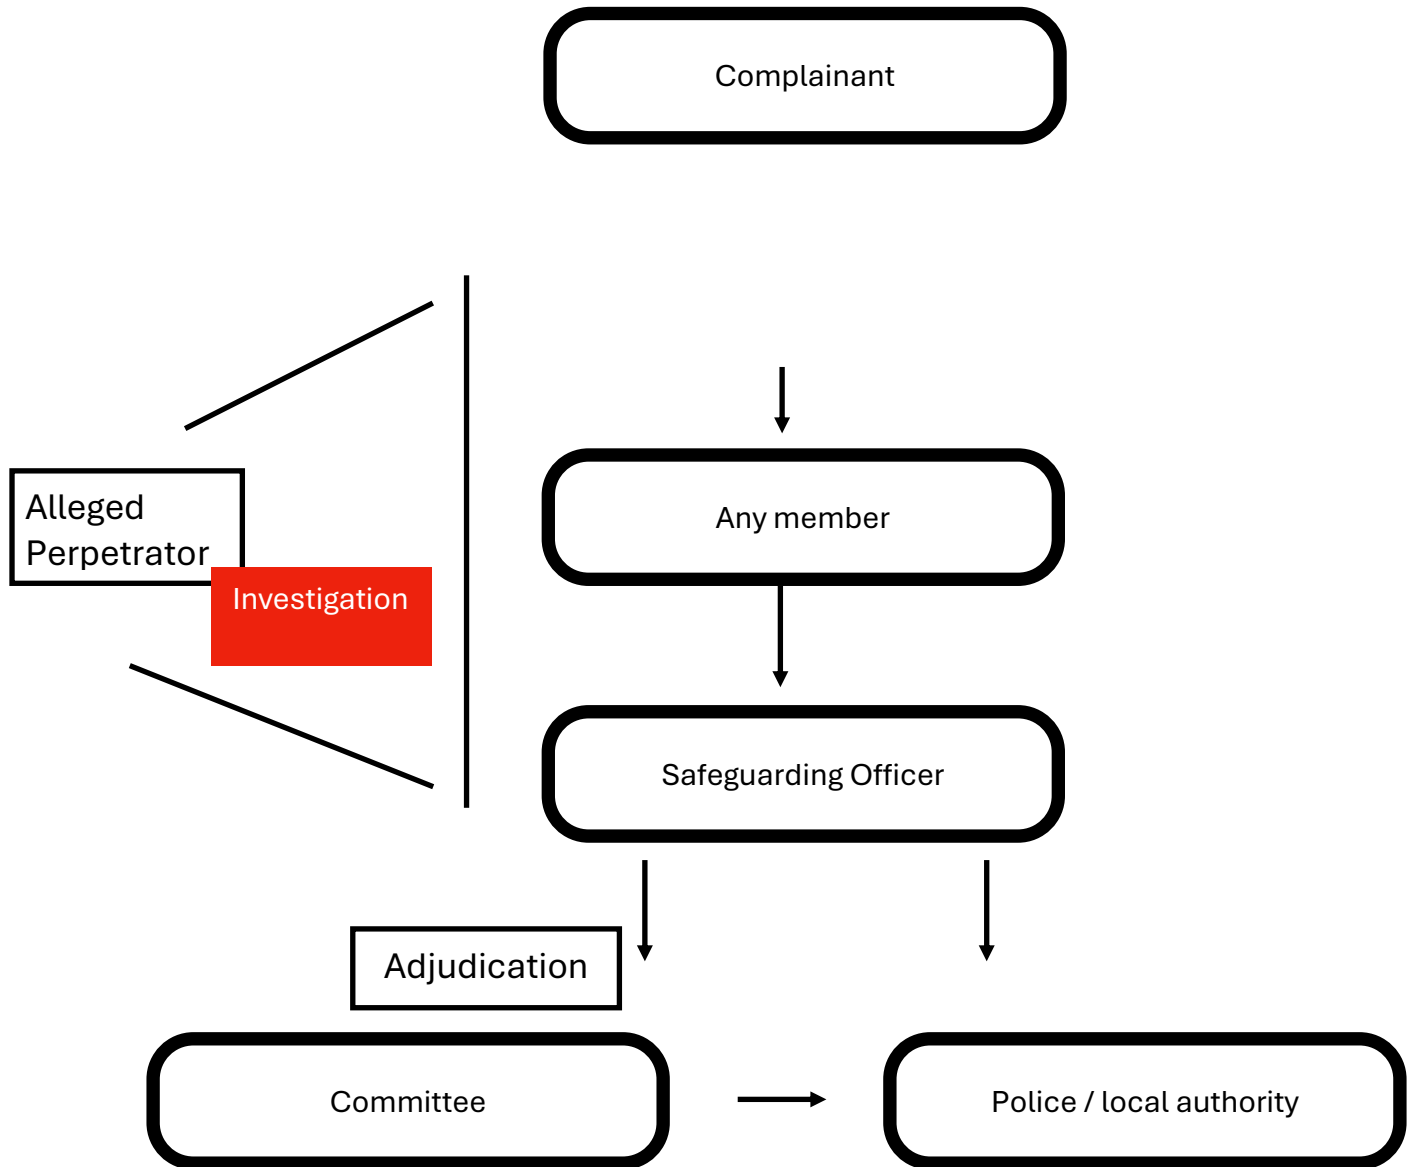 Complainant
Any member
Alleged
Perpetrator
Investigation
Safeguarding Officer
Adjudication
Committee
Police / local authority